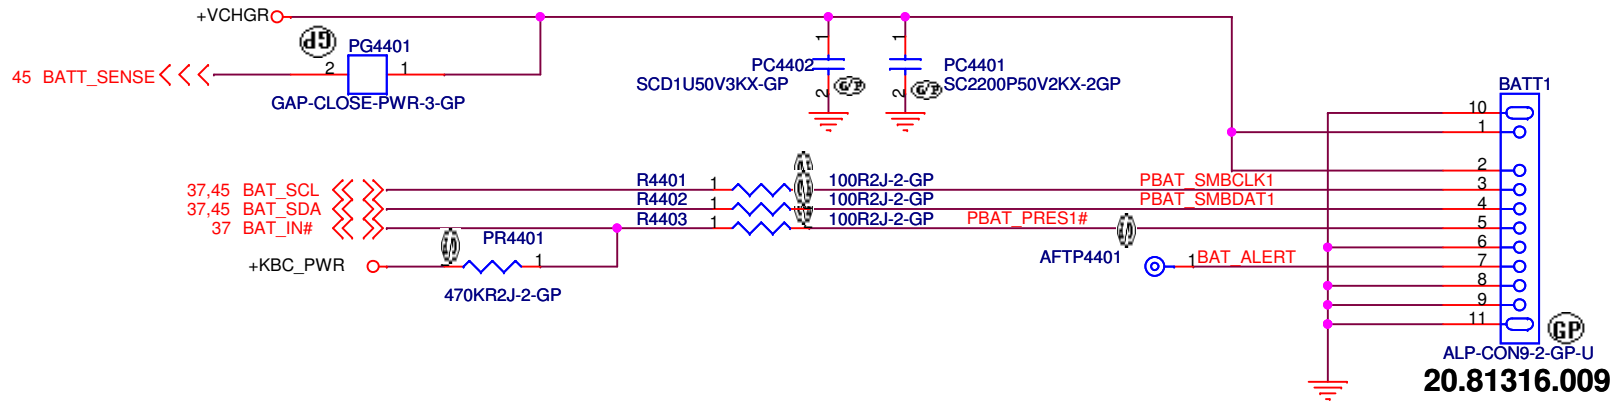 +VCHGR
GP
PG4401
45 BATT_SENSE
2
1
GAP-CLOSE-PWR-3-GP
1
PC4402
SCD1U50V3KX-GP
2
G/P
1
PC4401
SC2200P50V2KX-2GP
2
G/P
BATT1
10
1
2
37,45 BAT_SCL
R4401
1
100R2J-2-GP
PBAT_SMBCLK1
3
37,45 BAT_SDA
R4402
1
100R2J-2-GP
PBAT_SMBDAT1
4
37 BAT_IN#
R4403
1
100R2J-2-GP
PBAT_PRES1#
5
PR4401
6
+KBC_PWR
1
AFTP4401
1
BAT_ALERT
7
470KR2J-2-GP
8
9
11
GP
ALP-CON9-2-GP-U
20.81316.009